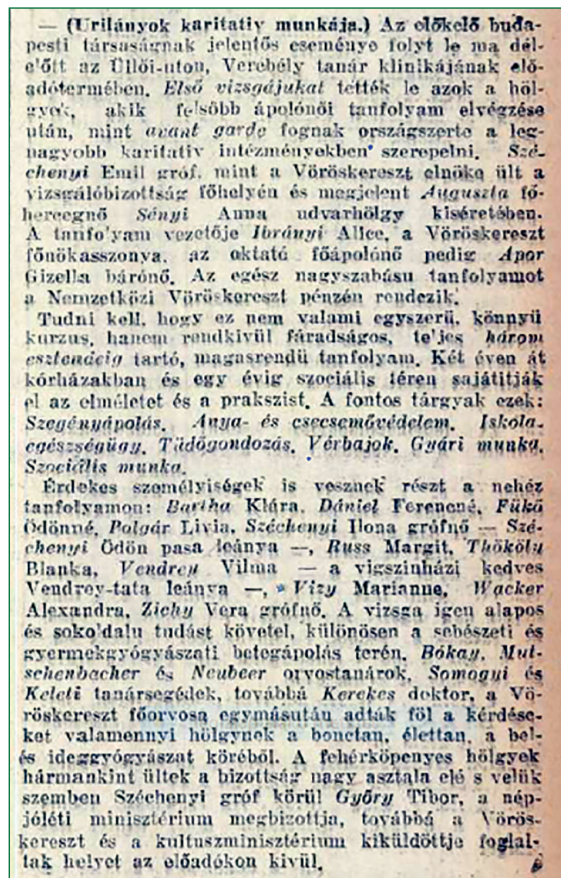 — (Urilányok karitativ munkája.) Az előkelő buda-
pesti társaságnak jelentős eseménye folyt le ma dél-
előtt az Üllői-uton, Verebély tanár klinikájának elő-
adótermében. Első vizsgájukat tették le azok a höl-
gyek, akik felsőbb ápolónői tanfolyam elvégzése
után, mint avant garde fognak országszerte a leg-
nagyobb karitativ intézményekben szerepelni. Szé-
chenyi Emil gróf, mint a Vöröskereszt elnöke ült a
vizsgálóbizottság főhelyén és megjelent Auguszta fő-
hercegnő Sényi Anna udvarhölgy kiséretében.
A tanfolyam vezetője Ibrányi Alice, a Vöröskereszt
főnökasszonya, az oktató főápolónő pedig Apor
Gizella bárónő. Az egész nagyszabásu tanfolyamot
a Nemzetközi Vöröskereszt pénzén rendezik.
Tudni kell, hogy ez nem valami egyszerü, könnyü
kurzus, hanem rendkivül fáradságos, teljes három
esztendeig tartó, magasrendü tanfolyam. Két éven át
kórházakban és egy évig szociális téren sajátitják
el az elméletet és a prakszist. A fontos tárgyak ezek:
Szegényápolás. Anya- és csecsemővédelem. Iskola-
egészségügy. Tüdőgondozás. Vérbajok. Gyári munka.
Szociális munka.
Érdekes személyiségek is vesznek részt a nehéz
tanfolyamon: Bartha Klára, Dániel Ferencné, Fükő
Ödönné, Polgár Livia, Széchenyi Ilona grófnő — Szé-
chenyi Ödön pasa leánya —, Russ Margit, Thököly
Blanka, Vendrey Vilma — a vigszinházi kedves
Vendrey-tata leánya —, Vizy Marianne, Wacker
Alexandra, Zichy Vera grófnő. A vizsga igen alapos
és sokoldalu tudást követel, különösen a sebészeti és
gyermekgyógyászati betegápolás terén. Bókay, Mut-
schenbacher és Neubeer orvostanárok, Somogyi és
Keleti tanársegédek, továbbá Kerekes doktor, a Vö-
röskereszt főorvosa egymásután adták föl a kérdése-
ket valamennyi hölgynek a bonctan, élettan, a bel-
és ideggyógyászat köréből. A fehérköpenyes hölgyek
hármankint ültek a bizottság nagy asztala elé s velük
szemben Széchenyi gróf körül Győry Tibor, a nép-
jóléti minisztérium megbizottja, továbbá a Vörös-
kereszt és a kultuszminisztérium kiküldöttje foglal-
tak helyet az előadókon kivül.